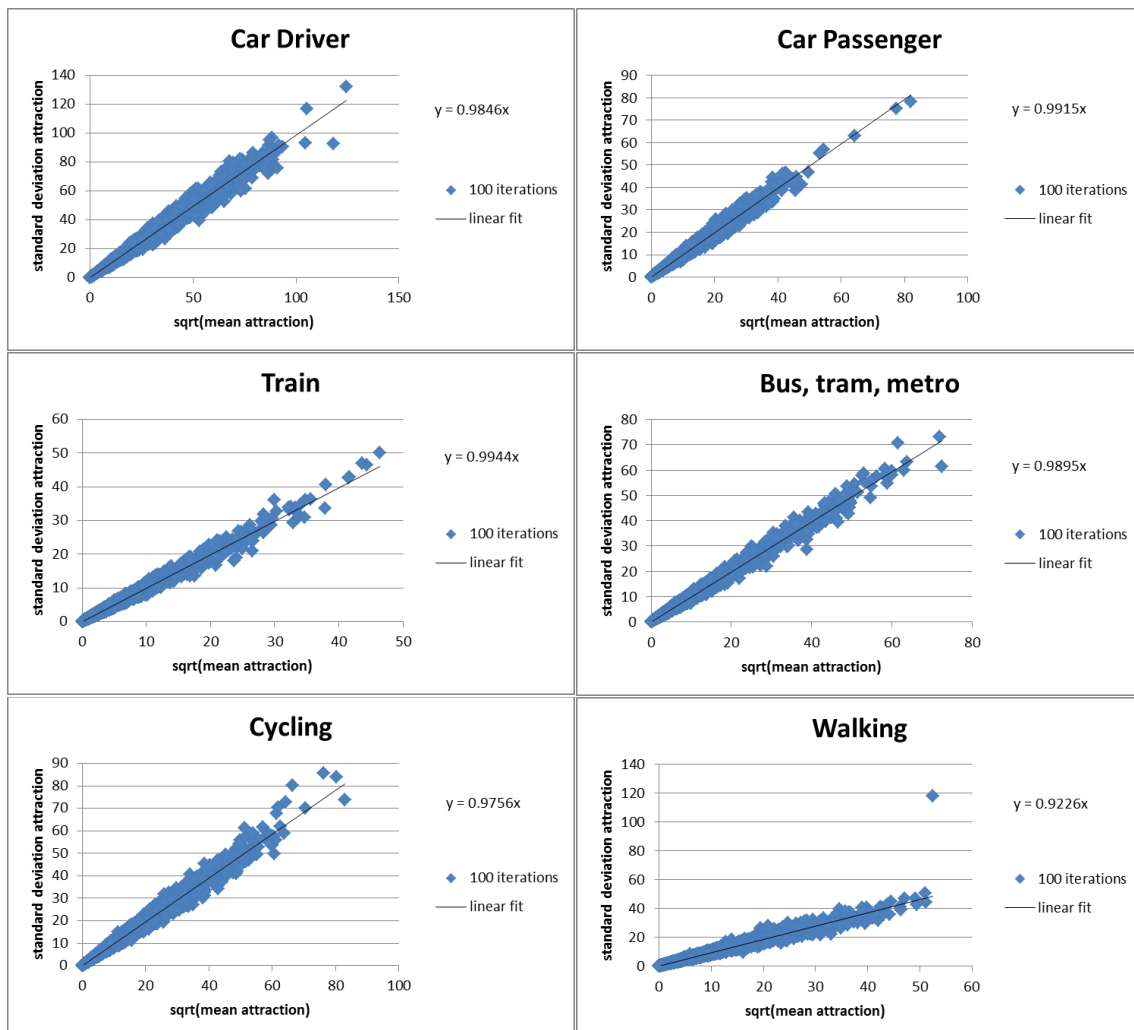 Car Driver
standard deviation attraction
140
120
100
80
60
40
20
0
0 50 100 150
sqrt(mean attraction)
y = 0.9846x
100 iterations
linear fit
Car Passenger
standard deviation attraction
90
80
70
60
50
40
30
20
10
0
0 20 40 60 80 100
sqrt(mean attraction)
y = 0.9915x
100 iterations
linear fit
Train
standard deviation attraction
60
50
40
30
20
10
0
0 10 20 30 40 50
sqrt(mean attraction)
y = 0.9944x
100 iterations
linear fit
Bus, tram, metro
standard deviation attraction
80
70
60
50
40
30
20
10
0
0 20 40 60 80
sqrt(mean attraction)
y = 0.9895x
100 iterations
linear fit
Cycling
standard deviation attraction
90
80
70
60
50
40
30
20
10
0
0 20 40 60 80 100
sqrt(mean attraction)
y = 0.9756x
100 iterations
linear fit
Walking
standard deviation attraction
140
120
100
80
60
40
20
0
0 10 20 30 40 50 60
sqrt(mean attraction)
y = 0.9226x
100 iterations
linear fit